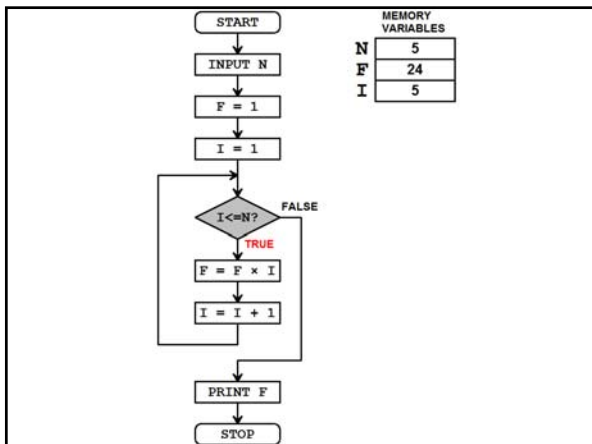 START
INPUT N
F = 1
I = 1
I<=N?
FALSE
TRUE
F = F × I
I = I + 1
PRINT F
STOP
MEMORY
VARIABLES
N 5
F 24
I 5